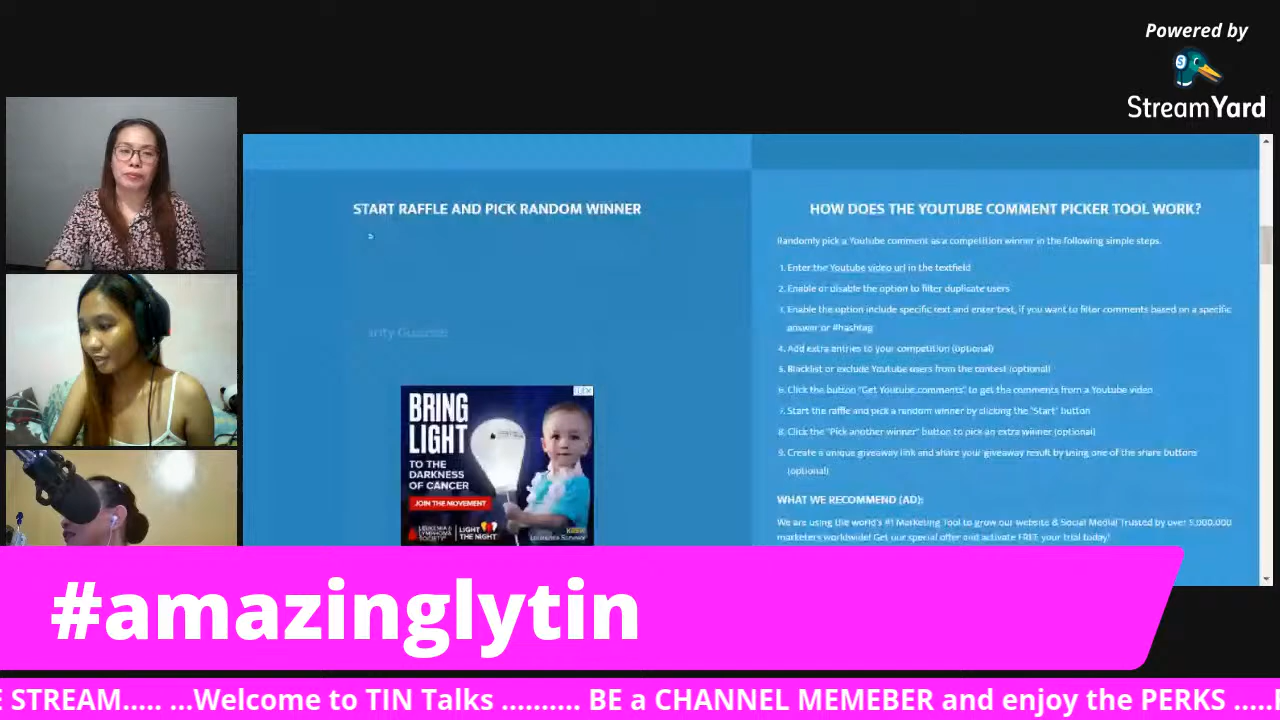 Powered by
StreamYard
START RAFFLE AND PICK RANDOM WINNER
arity Guzman
BRING
LIGHT
TO THE
DARKNESS
OF CANCER
JOIN THE MOVEMENT
LEUKEMIA &
LYMPHOMA
SOCIETY
LIGHT
THE NIGHT
Leukemia Survivor
HOW DOES THE YOUTUBE COMMENT PICKER TOOL WORK?
Randomly pick a Youtube comment as a competition winner in the following simple steps.
1. Enter the Youtube video url in the textfield
2. Enable or disable the option to filter duplicate users
3. Enable the option include specific text and enter text, if you want to filter comments based on a specific
answer or #hashtag
4. Add extra entries to your competition (optional)
5. Blacklist or exclude Youtube users from the contest (optional)
6. Click the button "Get Youtube comments" to get the comments from a Youtube video
7. Start the raffle and pick a random winner by clicking the "Start" button
8. Click the "Pick another winner" button to pick an extra winner (optional)
9. Create a unique giveaway link and share your giveaway result by using one of the share buttons
(optional)
WHAT WE RECOMMEND (AD):
We are using the world's #1 Marketing Tool to grow our website & Social Media! Trusted by over 5,000,000
marketers worldwide! Get our special offer and activate FREE your trial today!
#amazinglytin
E STREAM..... ...Welcome to TIN Talks .......... BE a CHANNEL MEMEBER and enjoy the PERKS .....